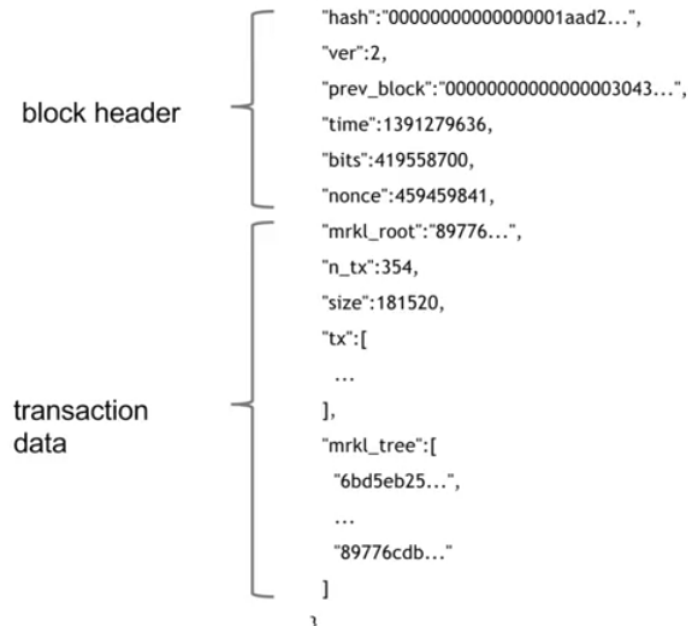 "hash":"00000000000000001aad2...",
"ver":2,
"prev_block":"00000000000000003043...",
"time":1391279636,
"bits":419558700,
"nonce":459459841,
block header
"mrkl_root":"89776...",
"n_tx":354,
"size":181520,
"tx":[
...
],
"mrkl_tree":[
"6bd5eb25...",
...
"89776cdb..."
]
transaction
data
}